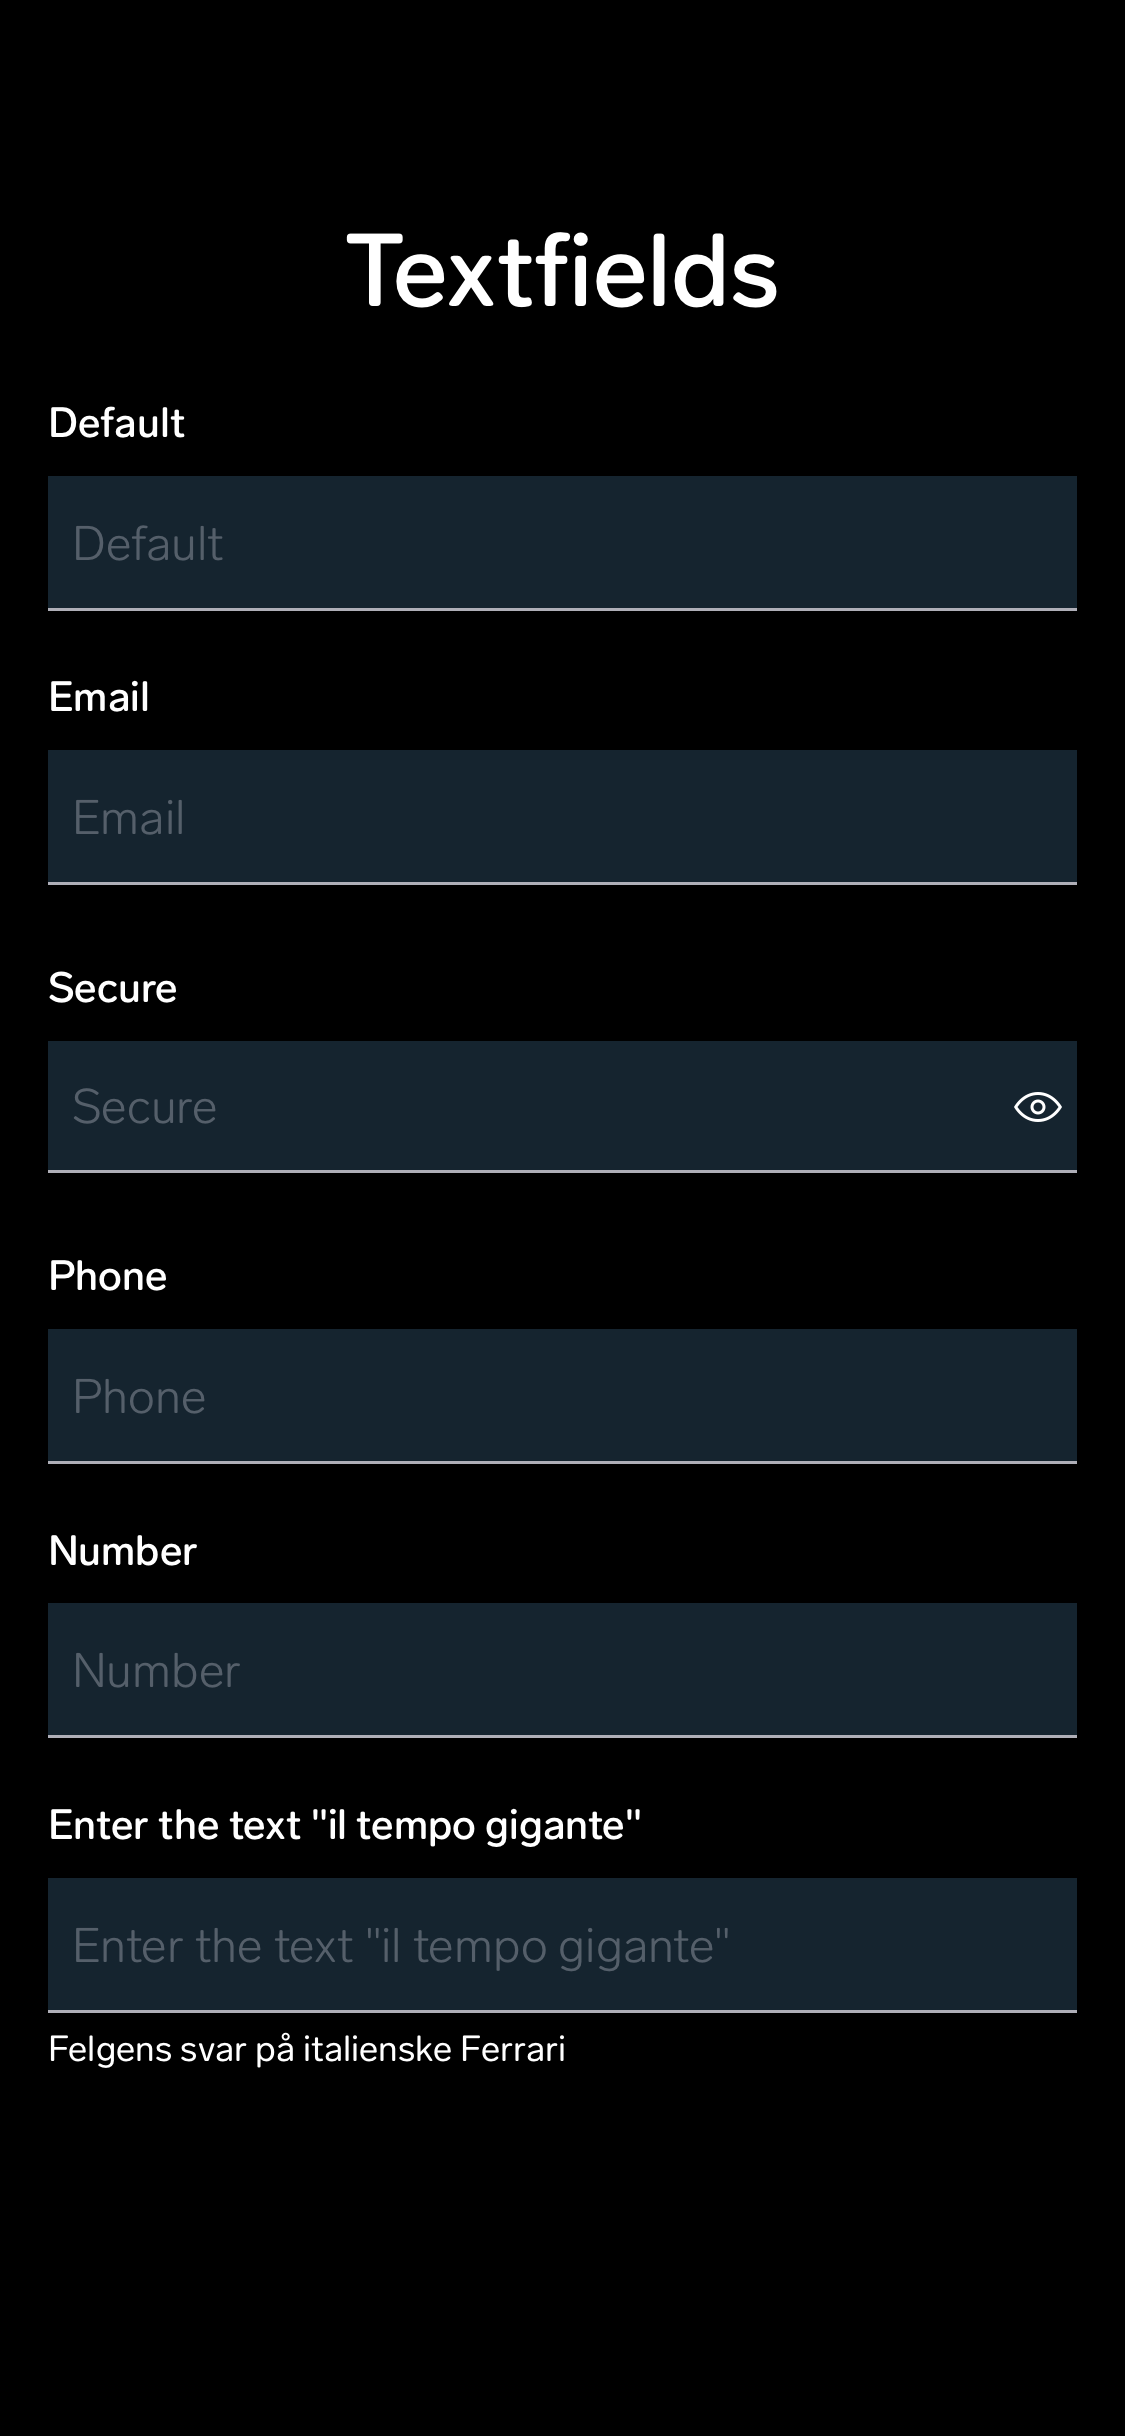 Textfields
Default
Default
Email
Email
Secure
Secure
Phone
Phone
Number
Number
Enter the text "il tempo gigante"
Enter the text "il tempo gigante"
Felgens svar på italienske Ferrari